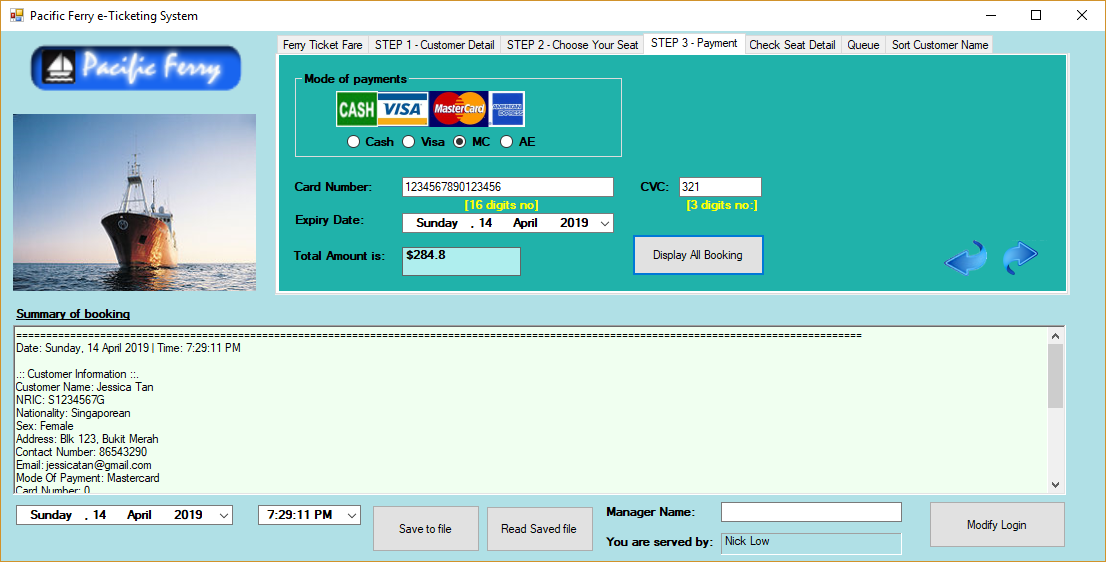 Pacific Ferry e-Ticketing System
Pacific Ferry
Ferry Ticket Fare
STEP 1 - Customer Detail
STEP 2 - Choose Your Seat
STEP 3 - Payment
Check Seat Detail
Queue
Sort Customer Name
Mode of payments
CASH VISA MasterCard AMERICAN EXPRESS
Cash Visa MC AE
Card Number: 1234567890123456 CVC: 321
[16 digits no] [3 digits no:]
Expiry Date: Sunday , 14 April 2019
Total Amount is: $284.8 Display All Booking
Summary of booking
Date: Sunday, 14 April 2019 | Time: 7:29:11 PM
.:: Customer Information ::.
Customer Name: Jessica Tan
NRIC: S1234567G
Nationality: Singaporean
Sex: Female
Address: Blk 123, Bukit Merah
Contact Number: 86543290
Email: jessicatan@gmail.com
Mode Of Payment: Mastercard
Card Number: 0
Sunday , 14 April 2019 7:29:11 PM Save to file Read Saved file
Manager Name:
You are served by: Nick Low
Modify Login